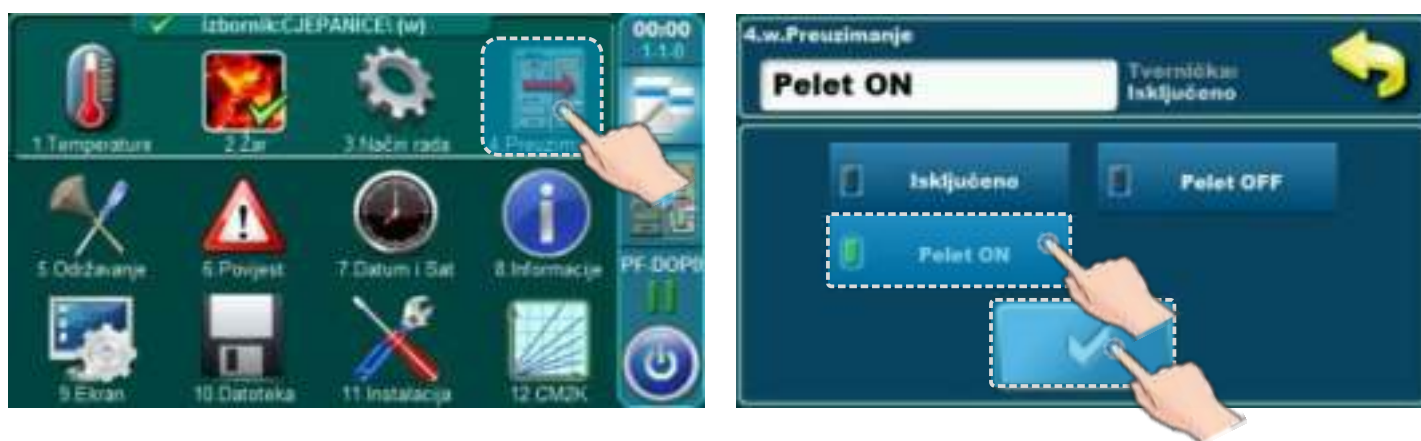 Izbornik:CJEPANICE\ (w)
00:00
1.1.0
1.Temperature
2.Žar
3.Način rada
4.Preuzim
5.Održavanje
6.Povijest
7.Datum i Sat
8.Informacije
PF-DOP0
9.Ekran
10.Datoteka
11.Instalacija
12.CM2K
4.w.Preuzimanje
Pelet ON
Tvornička:
Isključeno
Isključeno
Pelet OFF
Pelet ON